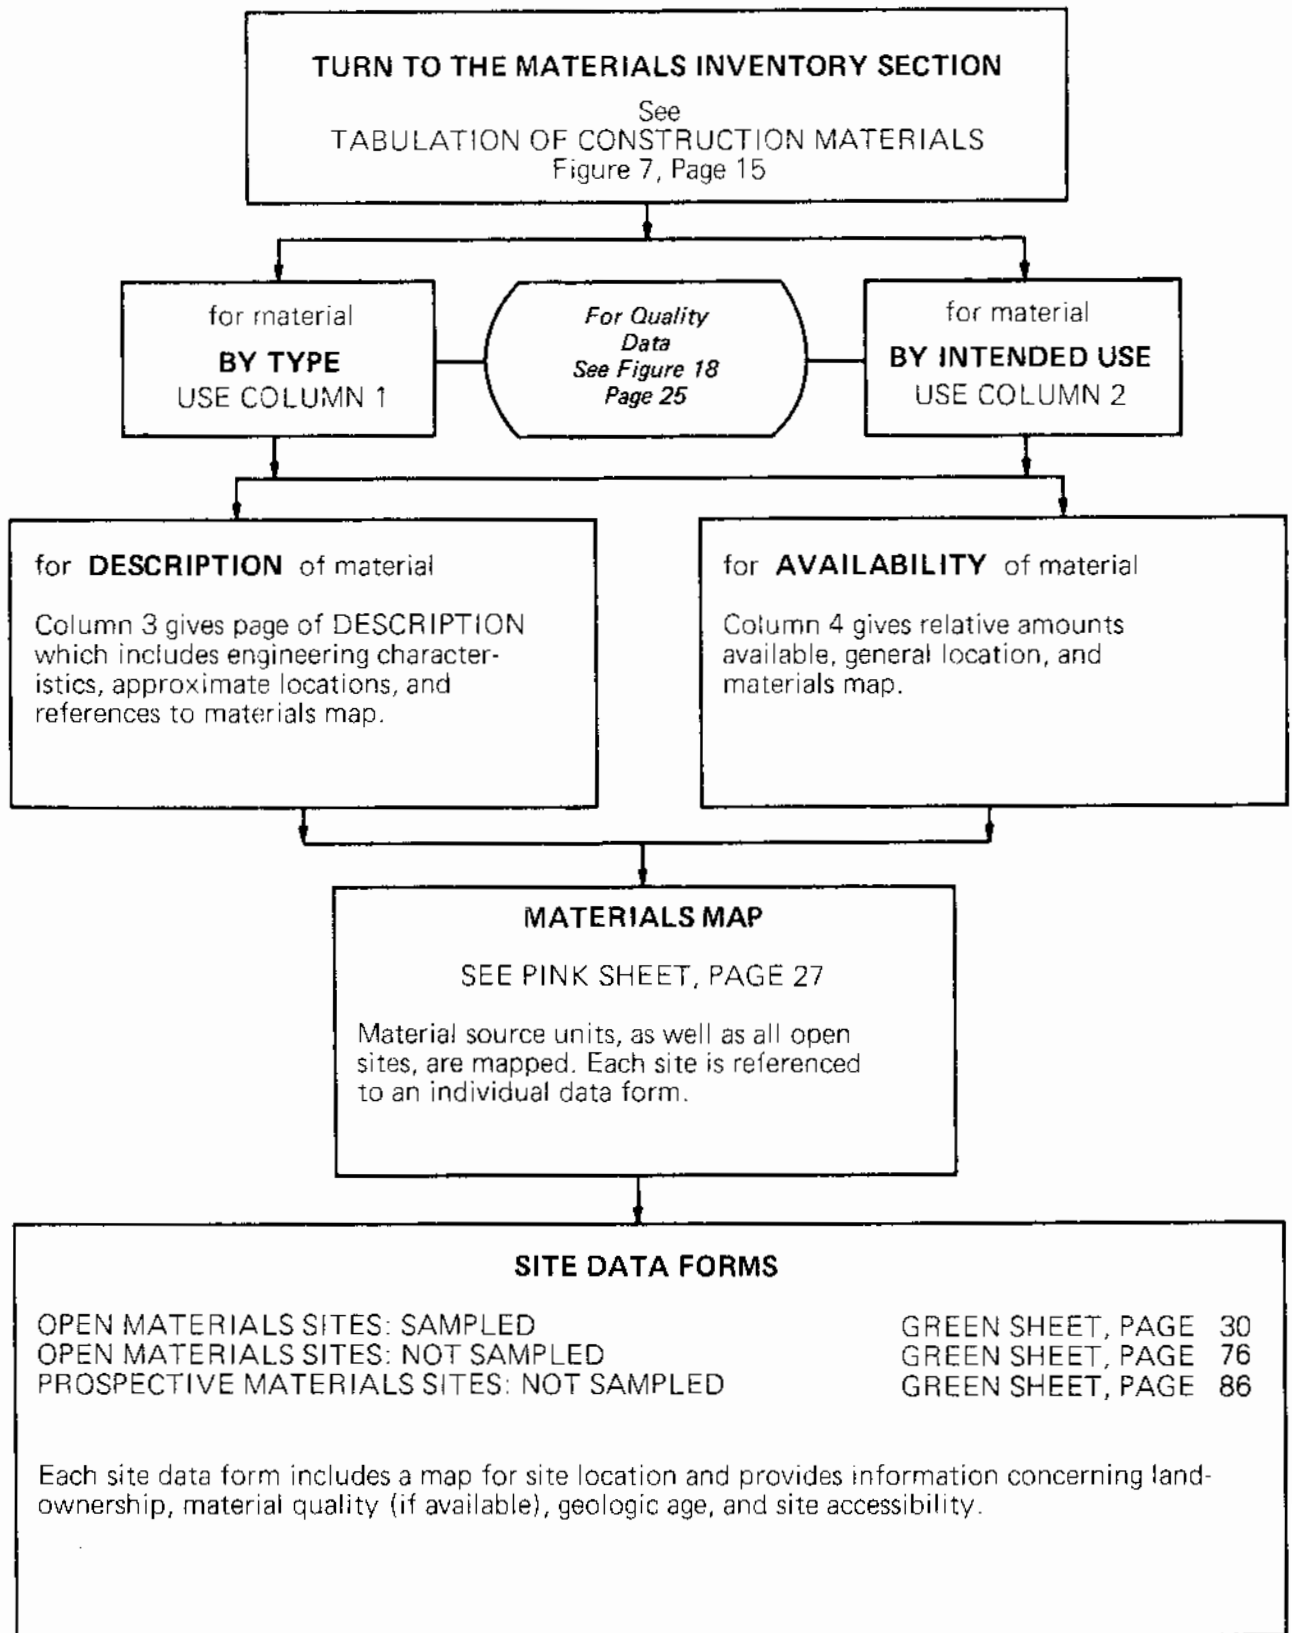 TURN TO THE MATERIALS INVENTORY SECTION
See
TABULATION OF CONSTRUCTION MATERIALS
Figure 7, Page 15
for material
BY TYPE
USE COLUMN 1
For Quality
Data
See Figure 18
Page 25
for material
BY INTENDED USE
USE COLUMN 2
for DESCRIPTION of material
Column 3 gives page of DESCRIPTION
which includes engineering character-
istics, approximate locations, and
references to materials map.
for AVAILABILITY of material
Column 4 gives relative amounts
available, general location, and
materials map.
MATERIALS MAP
SEE PINK SHEET, PAGE 27
Material source units, as well as all open
sites, are mapped. Each site is referenced
to an individual data form.
SITE DATA FORMS
OPEN MATERIALS SITES: SAMPLED GREEN SHEET, PAGE 30
OPEN MATERIALS SITES: NOT SAMPLED GREEN SHEET, PAGE 76
PROSPECTIVE MATERIALS SITES: NOT SAMPLED GREEN SHEET, PAGE 86
Each site data form includes a map for site location and provides information concerning land-
ownership, material quality (if available), geologic age, and site accessibility.